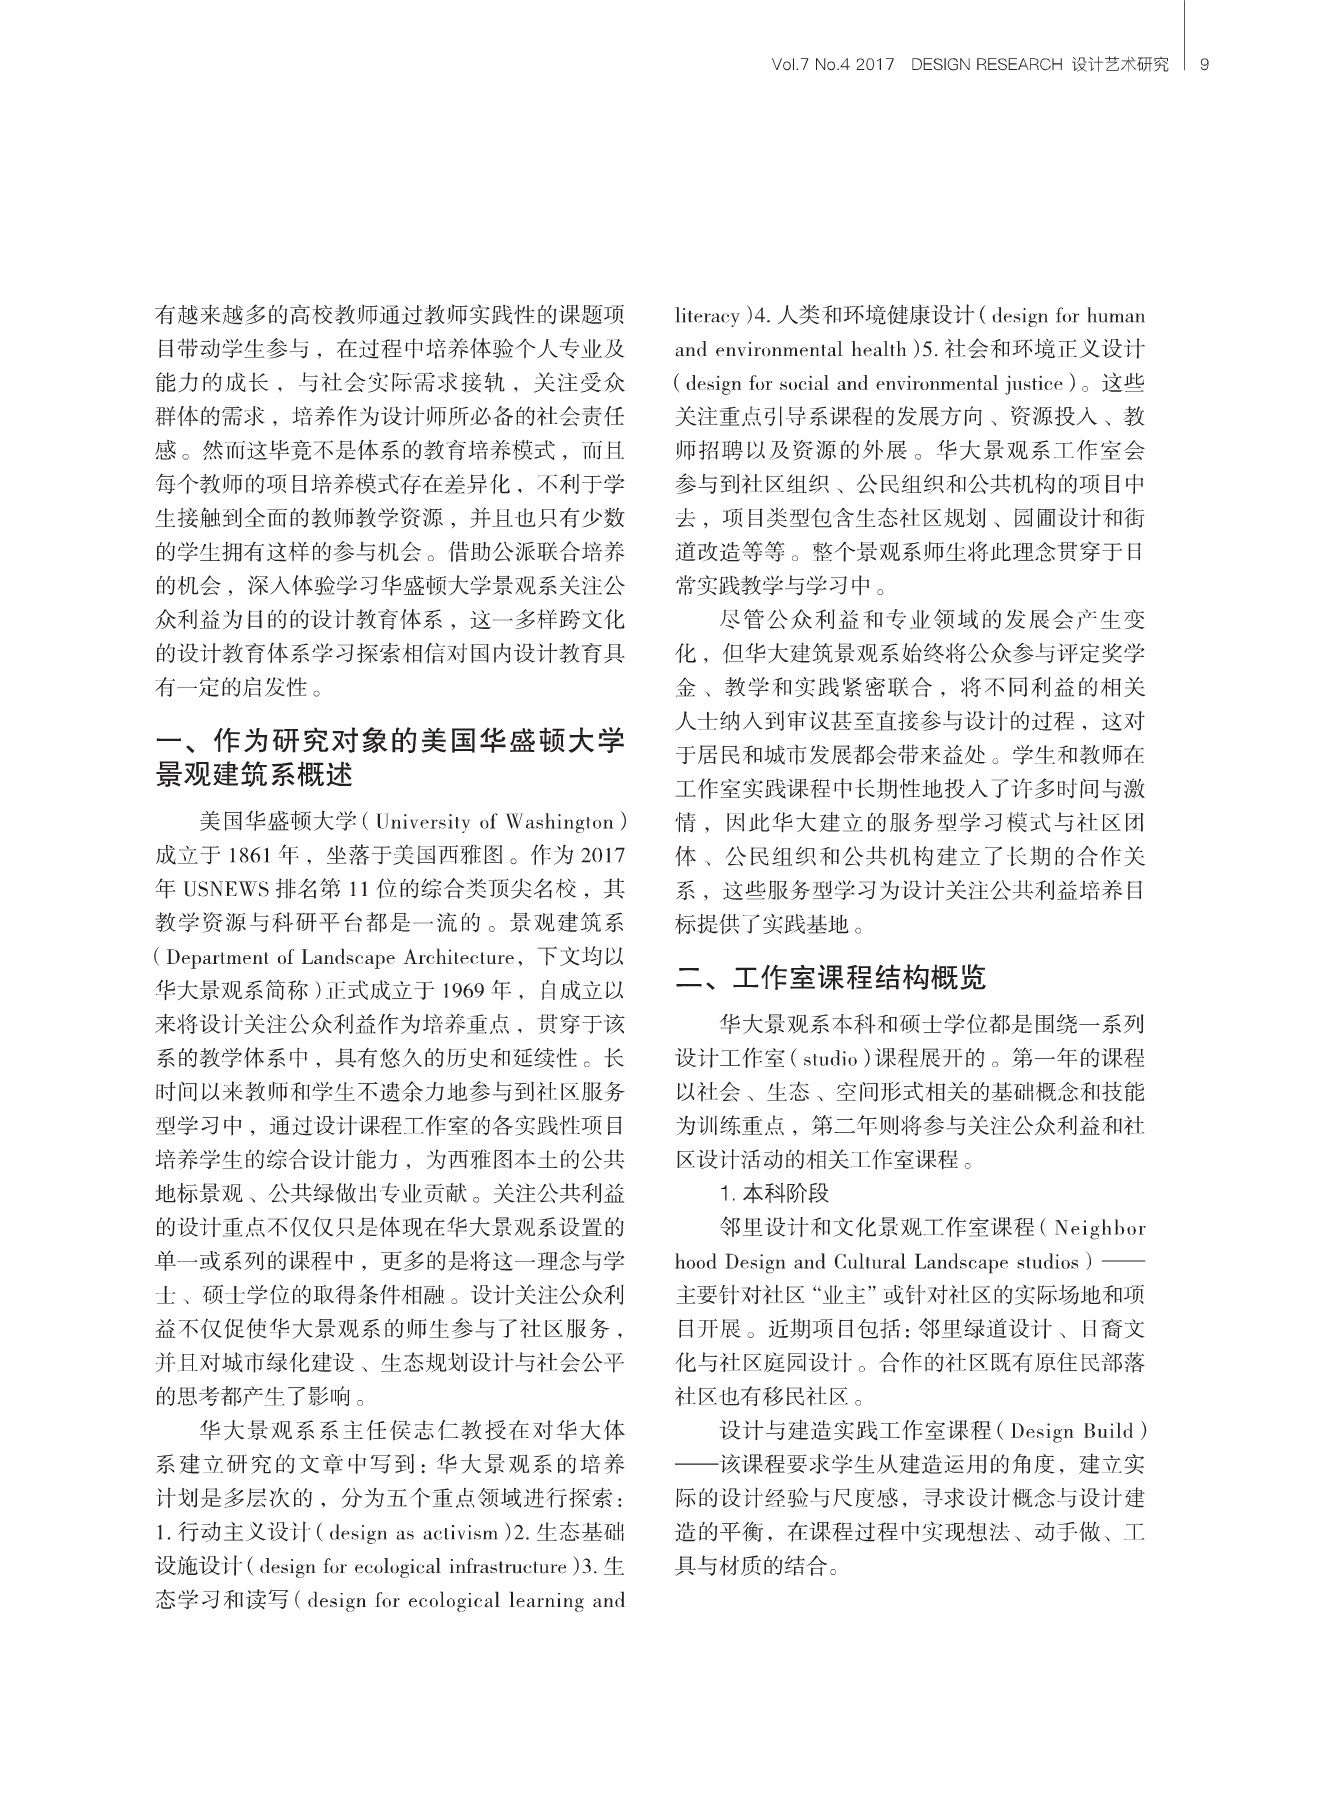 Vol.7 No.4 2017 DESIGN RESEARCH 设计艺术研究 9
有越来越多的高校教师通过教师实践性的课题项
目带动学生参与，在过程中培养体验个人专业及
能力的成长，与社会实际需求接轨，关注受众
群体的需求，培养作为设计师所必备的社会责任
感。然而这毕竟不是体系的教育培养模式，而且
每个教师的项目培养模式存在差异化，不利于学
生接触到全面的教师教学资源，并且也只有少数
的学生拥有这样的参与机会。借助公派联合培养
的机会，深入体验学习华盛顿大学景观系关注公
众利益为目的的设计教育体系，这一多样跨文化
的设计教育体系学习探索相信对国内设计教育具
有一定的启发性。
一、作为研究对象的美国华盛顿大学
景观建筑系概述
美国华盛顿大学（University of Washington）
成立于1861年，坐落于美国西雅图。作为2017
年USNEWS排名第11位的综合类顶尖名校，其
教学资源与科研平台都是一流的。景观建筑系
（Department of Landscape Architecture，下文均以
华大景观系简称）正式成立于1969年，自成立以
来将设计关注公众利益作为培养重点，贯穿于该
系的教学体系中，具有悠久的历史和延续性。长
时间以来教师和学生不遗余力地参与到社区服务
型学习中，通过设计课程工作室的各实践性项目
培养学生的综合设计能力，为西雅图本土的公共
地标景观、公共绿做出专业贡献。关注公共利益
的设计重点不仅仅只是体现在华大景观系设置的
单一或系列的课程中，更多的是将这一理念与学
士、硕士学位的取得条件相融。设计关注公众利
益不仅促使华大景观系的师生参与了社区服务，
并且对城市绿化建设、生态规划设计与社会公平
的思考都产生了影响。
华大景观系系主任侯志仁教授在对华大体
系建立研究的文章中写到：华大景观系的培养
计划是多层次的，分为五个重点领域进行探索：
1. 行动主义设计（design as activism）2. 生态基础
设施设计（design for ecological infrastructure）3. 生
态学习和读写（design for ecological learning and
literacy）4. 人类和环境健康设计（design for human
and environmental health）5. 社会和环境正义设计
（design for social and environmental justice）。这些
关注重点引导系课程的发展方向、资源投入、教
师招聘以及资源的外展。华大景观系工作室会
参与到社区组织、公民组织和公共机构的项目中
去，项目类型包含生态社区规划、园圃设计和街
道改造等等。整个景观系师生将此理念贯穿于日
常实践教学与学习中。
尽管公众利益和专业领域的发展会产生变
化，但华大建筑景观系始终将公众参与评定奖学
金、教学和实践紧密联合，将不同利益的相关
人士纳入到审议甚至直接参与设计的过程，这对
于居民和城市发展都会带来益处。学生和教师在
工作室实践课程中长期性地投入了许多时间与激
情，因此华大建立的服务型学习模式与社区团
体、公民组织和公共机构建立了长期的合作关
系，这些服务型学习为设计关注公共利益培养目
标提供了实践基地。
二、工作室课程结构概览
华大景观系本科和硕士学位都是围绕一系列
设计工作室（studio）课程展开的。第一年的课程
以社会、生态、空间形式相关的基础概念和技能
为训练重点，第二年则将参与关注公众利益和社
区设计活动的相关工作室课程。
1. 本科阶段
邻里设计和文化景观工作室课程（Neighbor
hood Design and Cultural Landscape studios）——
主要针对社区“业主”或针对社区的实际场地和项
目开展。近期项目包括：邻里绿道设计、日裔文
化与社区庭园设计。合作的社区既有原住民部落
社区也有移民社区。
设计与建造实践工作室课程（Design Build）
——该课程要求学生从建造运用的角度，建立实
际的设计经验与尺度感，寻求设计概念与设计建
造的平衡，在课程过程中实现想法、动手做、工
具与材质的结合。